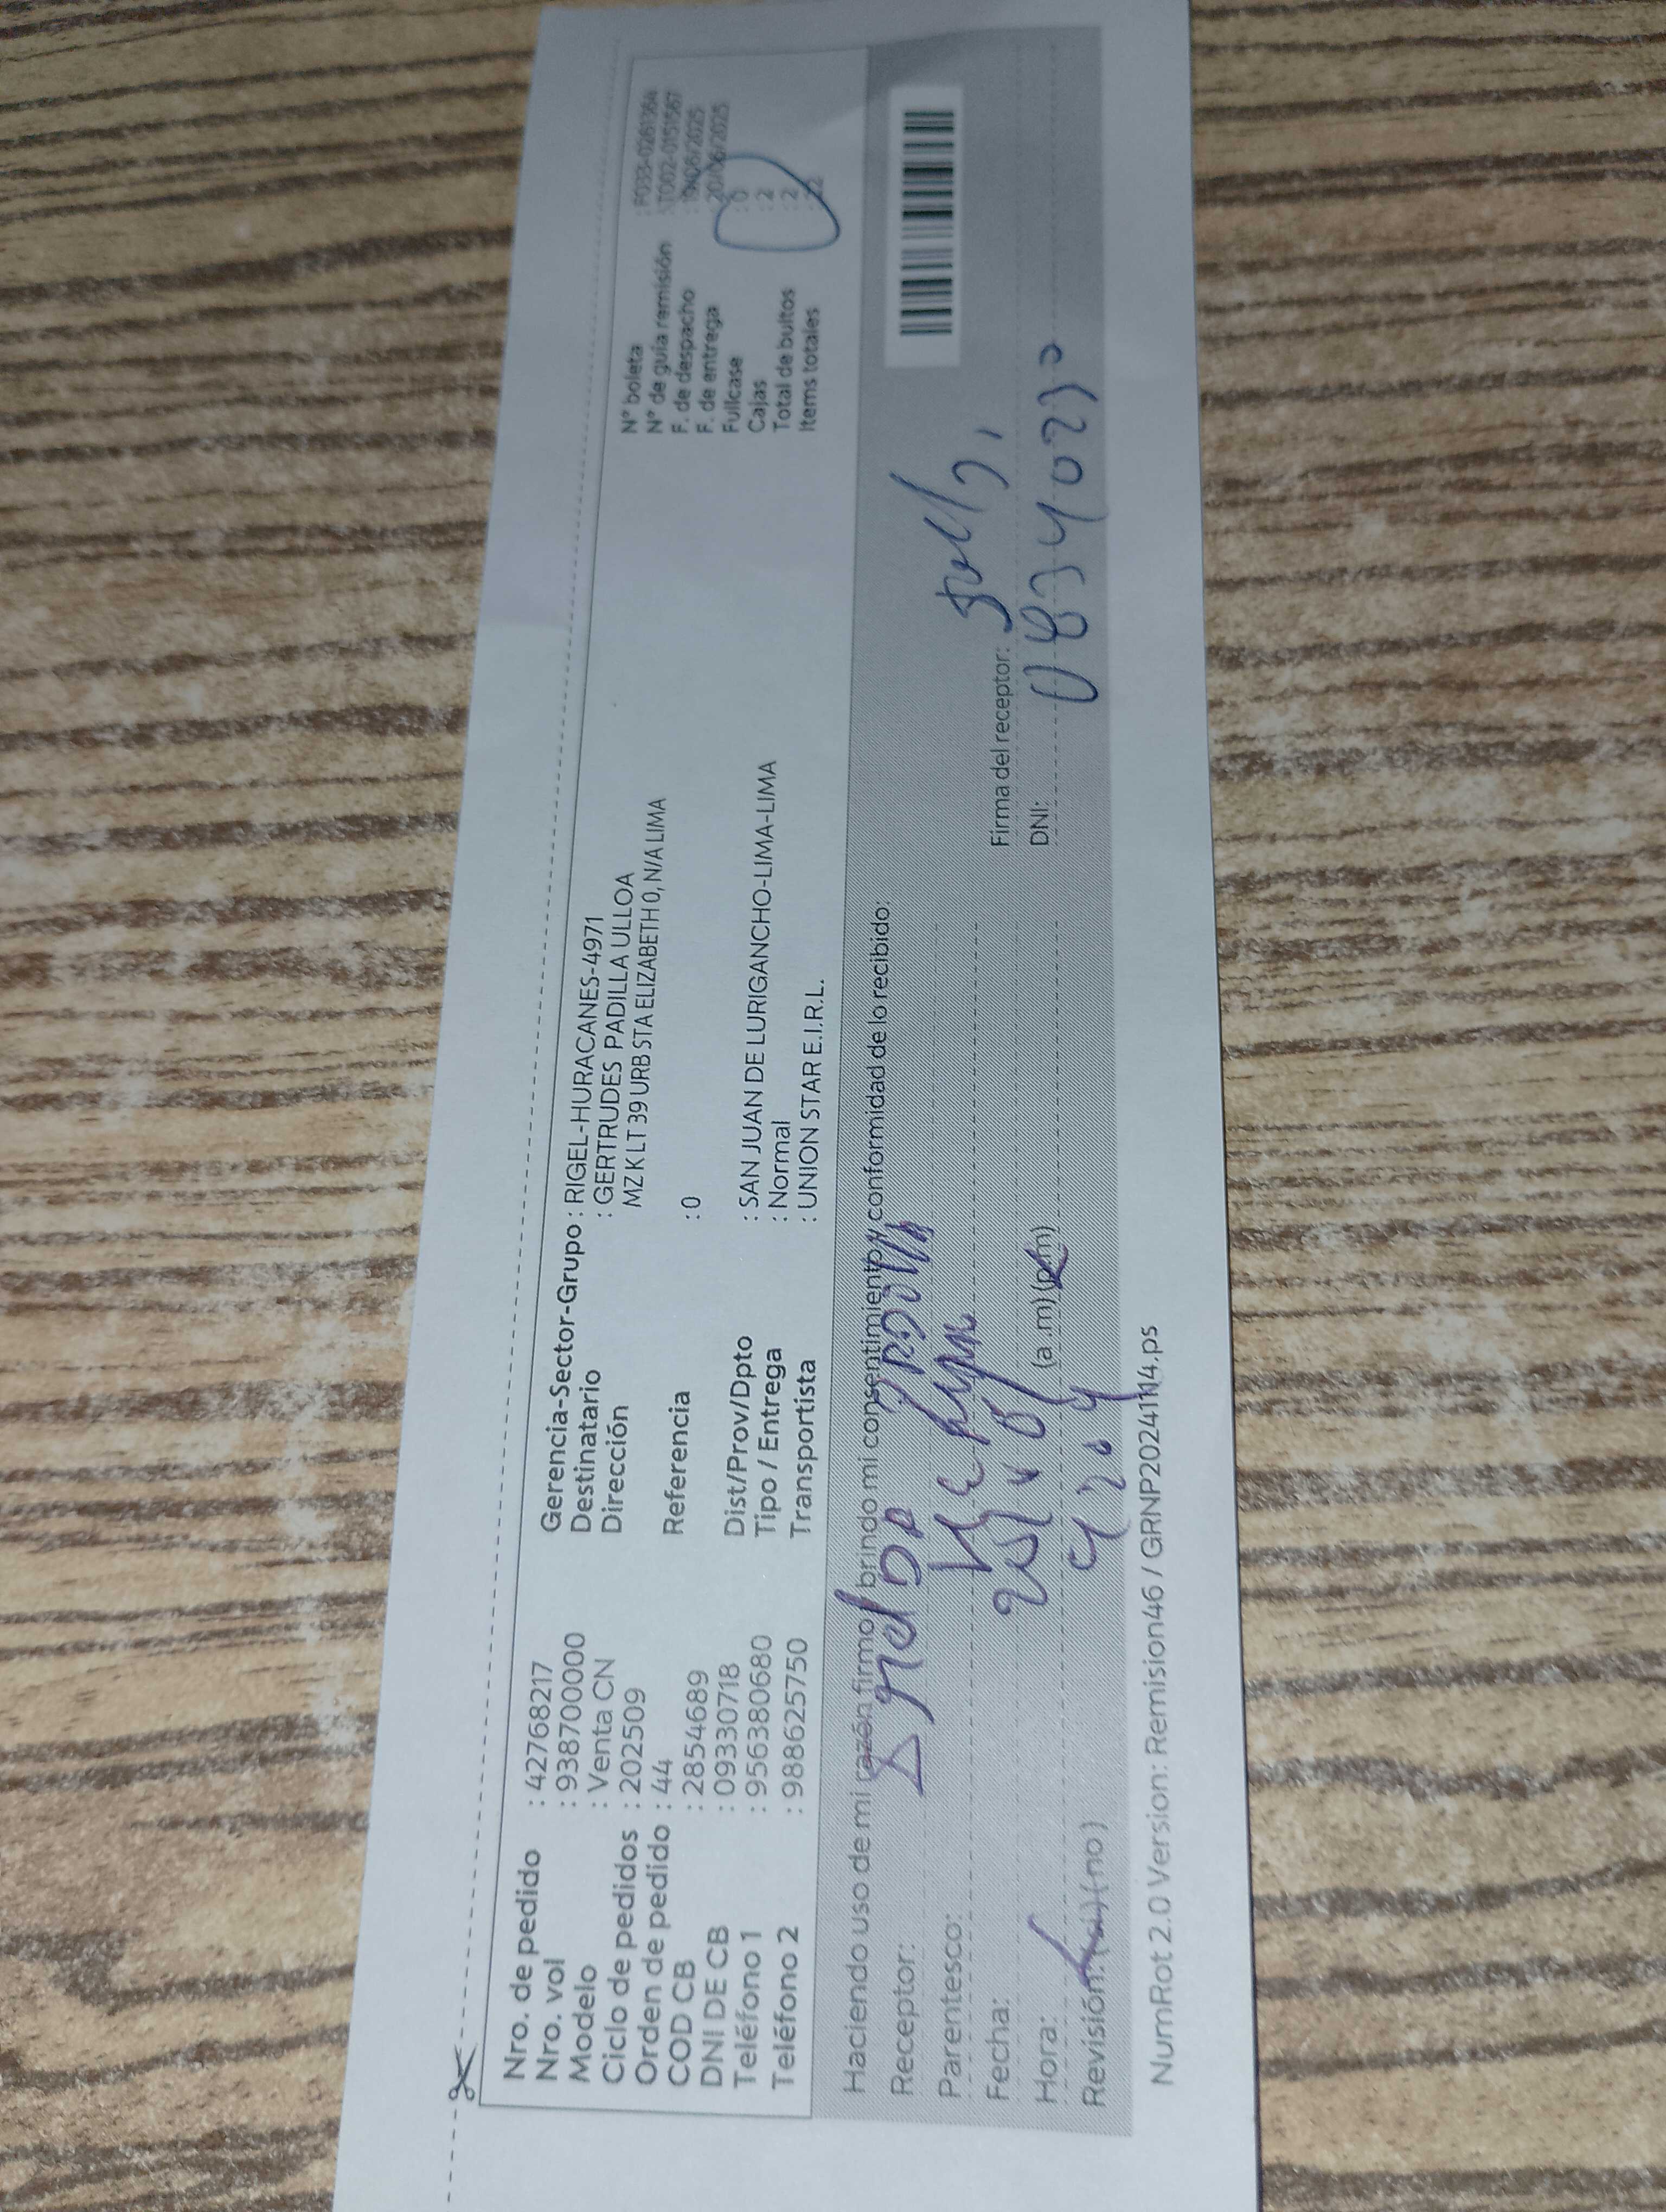 Nro. de pedido : 42768217
Nro. vol : 938700000
Modelo : Venta CN
Ciclo de pedidos : 202509
Orden de pedido : 44
COD CB : 2854689
DNI DE CB : 09330718
Teléfono 1 : 956380680
Teléfono 2 : 988625750
Gerencia-Sector-Grupo : RIGEL-HURACANES-4971
Destinatario : GERTRUDES PADILLA ULLOA
Dirección MZ K LT 39 URB STA ELIZABETH 0, N/A LIMA
Referencia : 0
Dist/Prov/Dpto : SAN JUAN DE LURIGANCHO-LIMA-LIMA
Tipo / Entrega : Normal
Transportista : UNION STAR E.I.R.L.
N° boleta
N° de guía remisión
F. de despacho
F. de entrega : 20/06/2025
Fullcase : 0
Cajas : 2
Total de bultos : 2
Items totales
Haciendo uso de mi razón firmo brindo mi consentimiento y conformidad de lo recibido:
Receptor:
Parentesco:
Fecha:
Hora: (a.m) (p.m)
Revisión: (si) (no)
Firma del receptor:
DNI:
NumRot 2.0 Version: Remision46 / GRNP20241114.ps